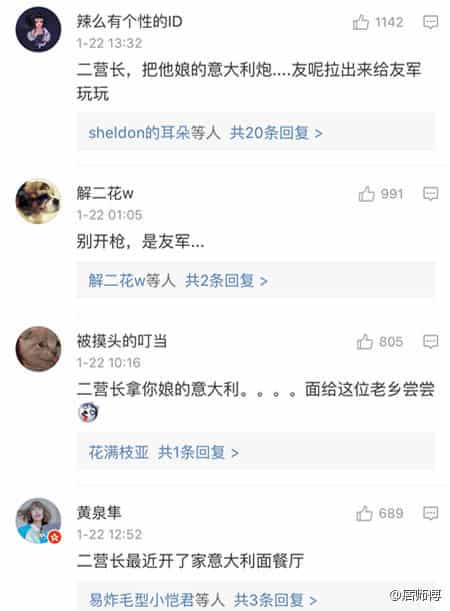 辣么有个性的ID
1142
1-22 13:32
二营长，把他娘的意大利炮....友呢拉出来给友军
玩玩
sheldon的耳朵等人 共20条回复 >
解二花w
991
1-22 01:05
别开枪，是友军...
解二花w等人 共2条回复 >
被摸头的叮当
805
1-22 10:16
二营长拿你娘的意大利。。。。面给这位老乡尝尝
花满枝亚 共1条回复 >
黄泉隼
689
1-22 12:52
二营长最近开了家意大利面餐厅
易炸毛型小恺君等人 共3条回复 >